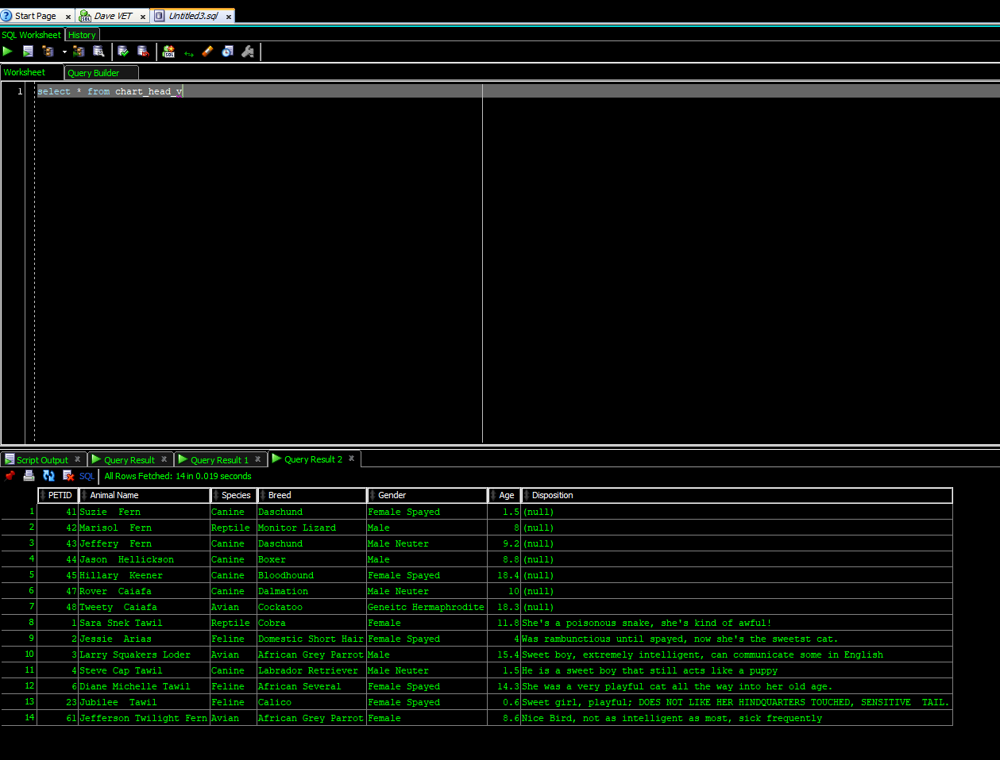 Start Page × Dave VET × Untitled3.sql ×
SQL Worksheet History
Worksheet Query Builder
1 select * from chart_head_v
Script Output × Query Result × Query Result 1 × Query Result 2 ×
SQL All Rows Fetched: 14 in 0.019 seconds
PETID Animal Name Species Breed Gender Age Disposition
1 41 Suzie Fern Canine Daschund Female Spayed 1.5 (null)
2 42 Marisol Fern Reptile Monitor Lizard Male 8 (null)
3 43 Jeffery Fern Canine Daschund Male Neuter 9.2 (null)
4 44 Jason Hellickson Canine Boxer Male 8.8 (null)
5 45 Hillary Keener Canine Bloodhound Female Spayed 18.4 (null)
6 47 Rover Caiafa Canine Dalmation Male Neuter 10 (null)
7 48 Tweety Caiafa Avian Cockatoo Geneitc Hermaphrodite 18.3 (null)
8 1 Sara Snek Tawil Reptile Cobra Female 11.8 She's a poisonous snake, she's kind of awful!
9 2 Jessie Arias Feline Domestic Short Hair Female Spayed 4 Was rambunctious until spayed, now she's the sweetst cat.
10 3 Larry Squakers Loder Avian African Grey Parrot Male 15.4 Sweet boy, extremely intelligent, can communicate some in English
11 4 Steve Cap Tawil Canine Labrador Retriever Male Neuter 1.5 He is a sweet boy that still acts like a puppy
12 6 Diane Michelle Tawil Feline African Several Female Spayed 14.3 She was a very playful cat all the way into her old age.
13 23 Jubilee Tawil Feline Calico Female Spayed 0.6 Sweet girl, playful; DOES NOT LIKE HER HINDQUARTERS TOUCHED, SENSITIVE TAIL.
14 61 Jefferson Twilight Fern Avian African Grey Parrot Female 8.6 Nice Bird, not as intelligent as most, sick frequently